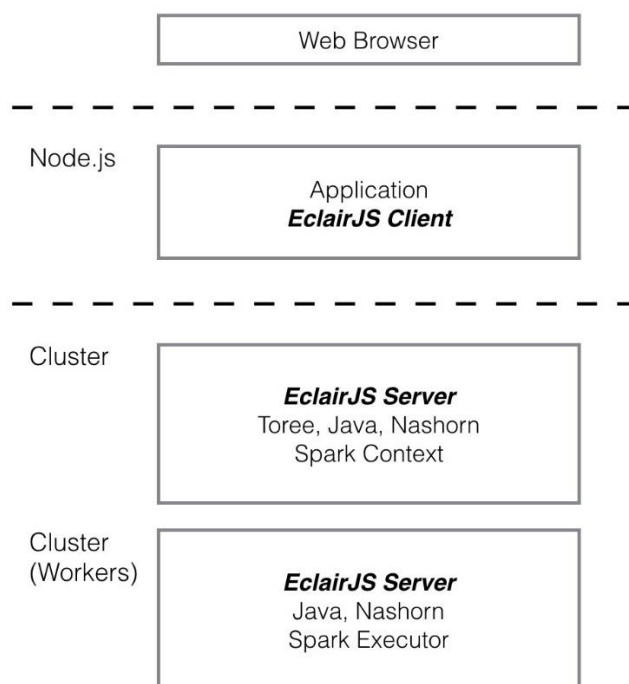 Web Browser
Node.js
Application
EclairJS Client
Cluster
EclairJS Server
Toree, Java, Nashorn
Spark Context
Cluster
(Workers)
EclairJS Server
Java, Nashorn
Spark Executor